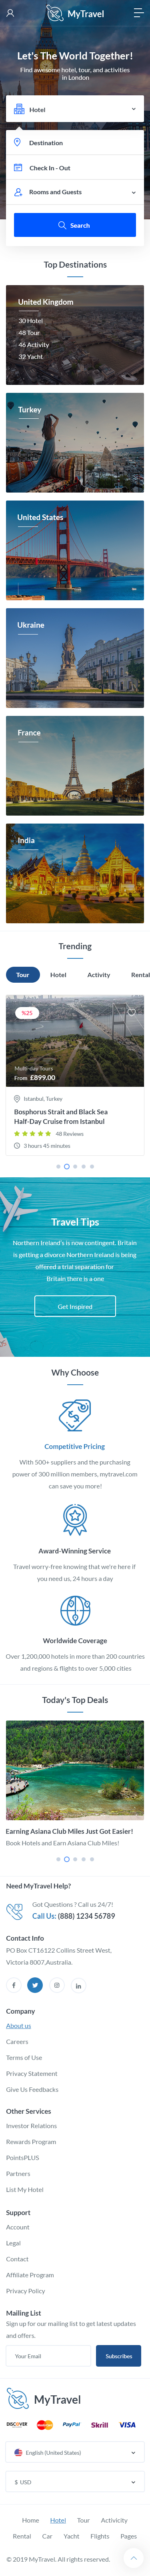 MyTravel
Let's The World Together!
Find awesome hotel, tour, and activities
in London
Hotel
Destination
Check In - Out
Rooms and Guests
Search
Top Destinations
United Kingdom
30 Hotel
48 Tour
46 Activity
32 Yacht
Turkey
United States
Ukraine
France
India
Trending
Tour Hotel Activity Rental
%25
Multi-day Tours
From £899.00
Istanbul, Turkey
Bosphorus Strait and Black Sea
Half-Day Cruise from Istanbul
48 Reviews
3 hours 45 minutes
Travel Tips
Northern Ireland's is now contingent. Britain
is getting a divorce Northern Ireland is being
offered a trial separation for
Britain there is a one
Get Inspired
Why Choose
Competitive Pricing
With 500+ suppliers and the purchasing
power of 300 million members, mytravel.com
can save you more!
Award-Winning Service
Travel worry-free knowing that we're here if
you need us, 24 hours a day
Worldwide Coverage
Over 1,200,000 hotels in more than 200 countries
and regions & flights to over 5,000 cities
Today's Top Deals
Earning Asiana Club Miles Just Got Easier!
Book Hotels and Earn Asiana Club Miles!
Need MyTravel Help?
Got Questions ? Call us 24/7!
Call Us: (888) 1234 56789
Contact Info
PO Box CT16122 Collins Street West,
Victoria 8007,Australia.
Company
About us
Careers
Terms of Use
Privacy Statement
Give Us Feedbacks
Other Services
Investor Relations
Rewards Program
PointsPLUS
Partners
List My Hotel
Support
Account
Legal
Contact
Affiliate Program
Privacy Policy
Mailing List
Sign up for our mailing list to get latest updates
and offers.
Your Email
Subscribes
MyTravel
DISCOVER MasterCard PayPal Skrill VISA
English (United States)
$ USD
Home Hotel Tour Activicity
Rental Car Yacht Flights Pages
© 2019 MyTravel. All rights reserved.